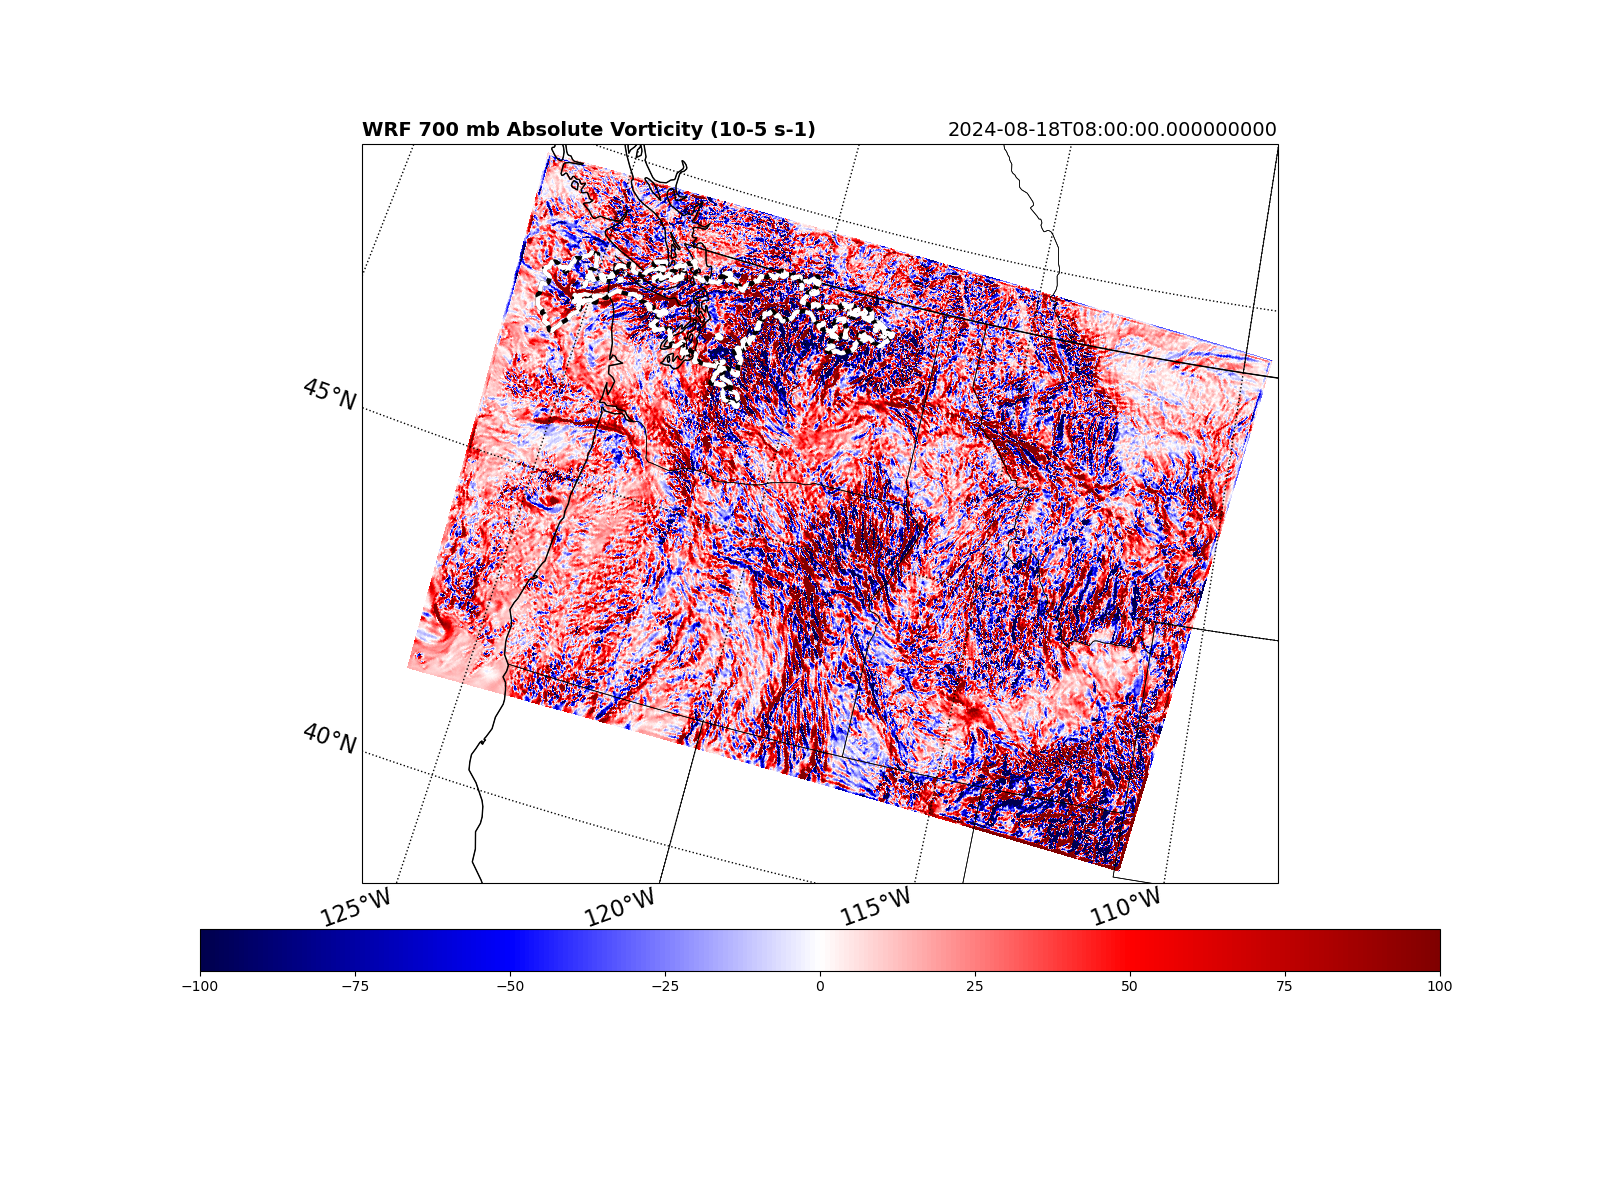 WRF 700 mb Absolute Vorticity (10-5 s-1) 2024-08-18T08:00:00.000000000
45°N
40°N
125°W 120°W 115°W 110°W
−100 −75 −50 −25 0 25 50 75 100